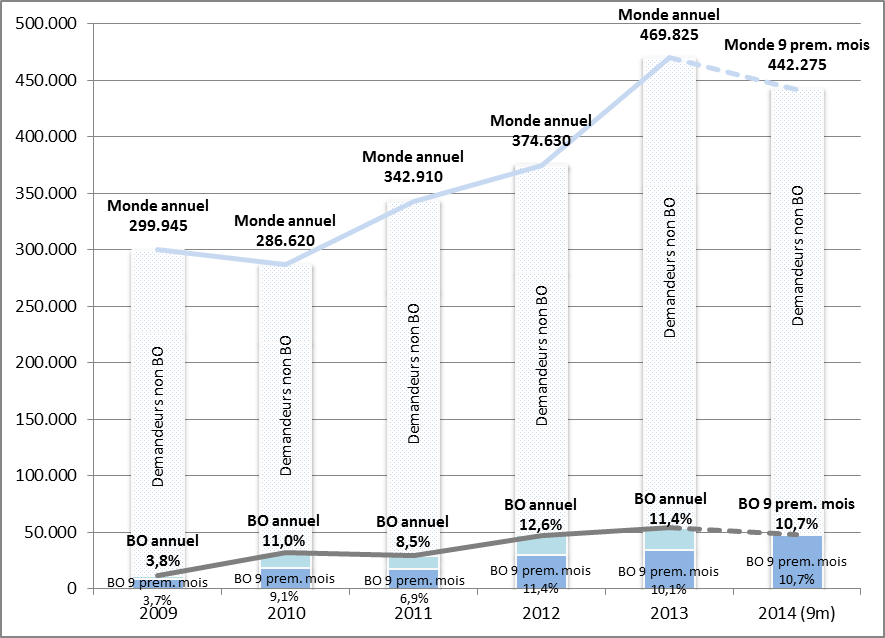 500.000
450.000
400.000
350.000
300.000
250.000
200.000
150.000
100.000
50.000
0
Monde annuel
299.945
Monde annuel
286.620
Monde annuel
342.910
Monde annuel
374.630
Monde annuel
469.825
Monde 9 prem. mois
442.275
Demandeurs non BO
Demandeurs non BO
Demandeurs non BO
Demandeurs non BO
Demandeurs non BO
Demandeurs non BO
BO annuel
3,8%
BO annuel
11,0%
BO annuel
8,5%
BO annuel
12,6%
BO annuel
11,4%
BO 9 prem. mois
10,7%
BO 9 prem. mois
3,7%
BO 9 prem. mois
9,1%
BO 9 prem. mois
6,9%
BO 9 prem. mois
11,4%
BO 9 prem. mois
10,1%
BO 9 prem. mois
10,7%
2009
2010
2011
2012
2013
2014 (9m)